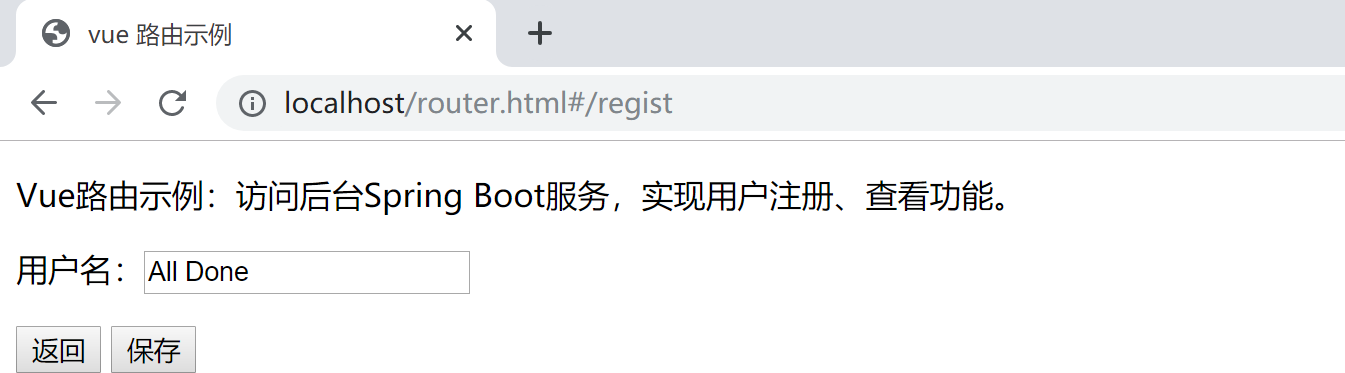 vue 路由示例
localhost/router.html#/regist
Vue路由示例：访问后台Spring Boot服务，实现用户注册、查看功能。
用户名：All Done
返回 保存